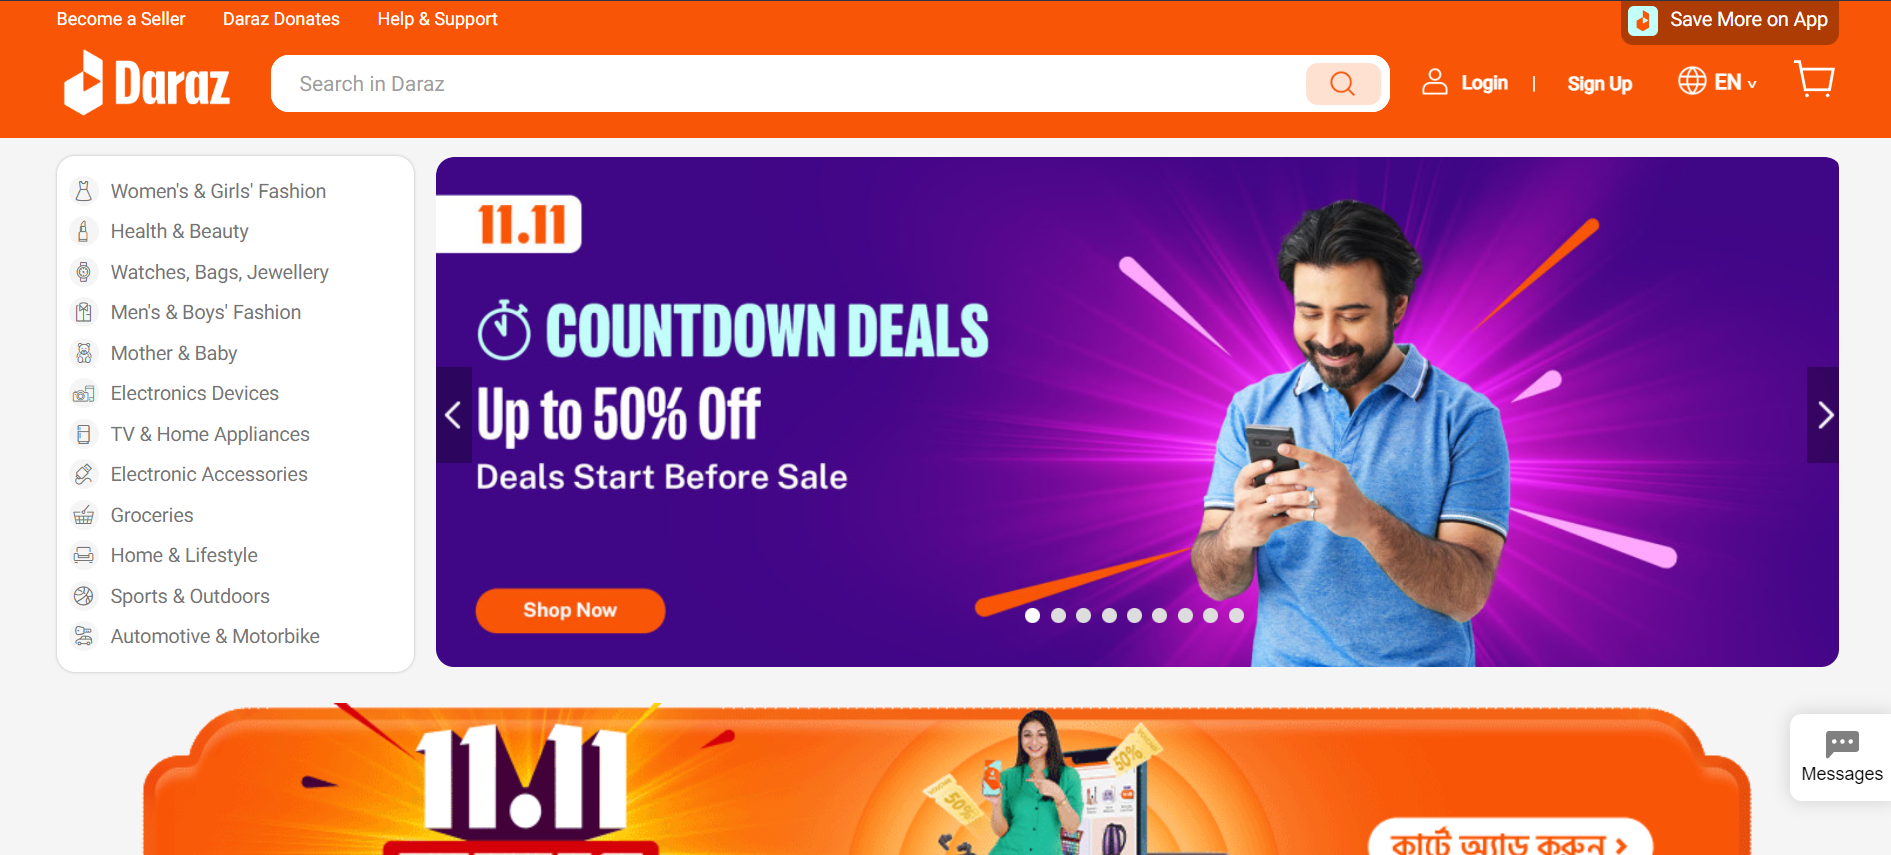 Become a Seller
Daraz Donates
Help & Support
Save More on App
Daraz
Search in Daraz
Login
|
Sign Up
EN
Women's & Girls' Fashion
Health & Beauty
Watches, Bags, Jewellery
Men's & Boys' Fashion
Mother & Baby
Electronics Devices
TV & Home Appliances
Electronic Accessories
Groceries
Home & Lifestyle
Sports & Outdoors
Automotive & Motorbike
11.11
COUNTDOWN DEALS
Up to 50% Off
Deals Start Before Sale
Shop Now
11.11
50%
50%
কার্টে অ্যাড করুন
Messages